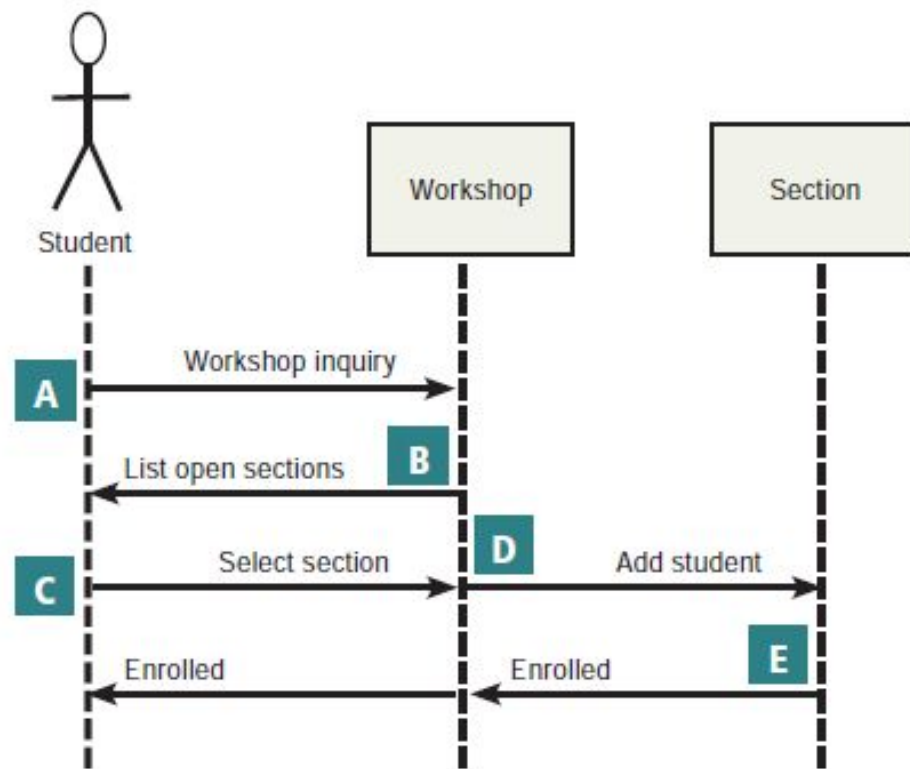 Workshop
Section
Student
Workshop inquiry
A
B
List open sections
D
Select section
Add student
C
E
Enrolled
Enrolled